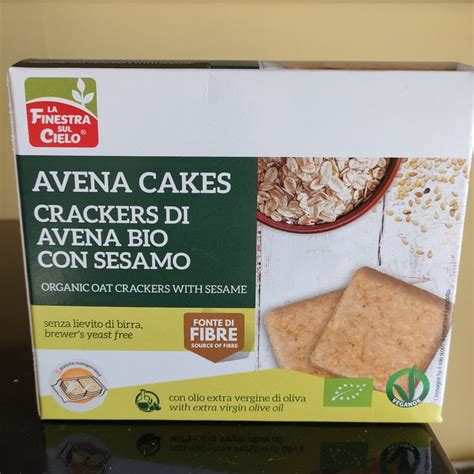 LA
FINESTRA
SUL
CIELO®
AVENA CAKES
CRACKERS DI
AVENA BIO
CON SESAMO
ORGANIC OAT CRACKERS WITH SESAME
senza lievito di birra,
brewer's yeast free
FONTE DI
FIBRE
SOURCE OF FIBRE
con olio extra vergine di oliva
with extra virgin olive oil
VEGANOK